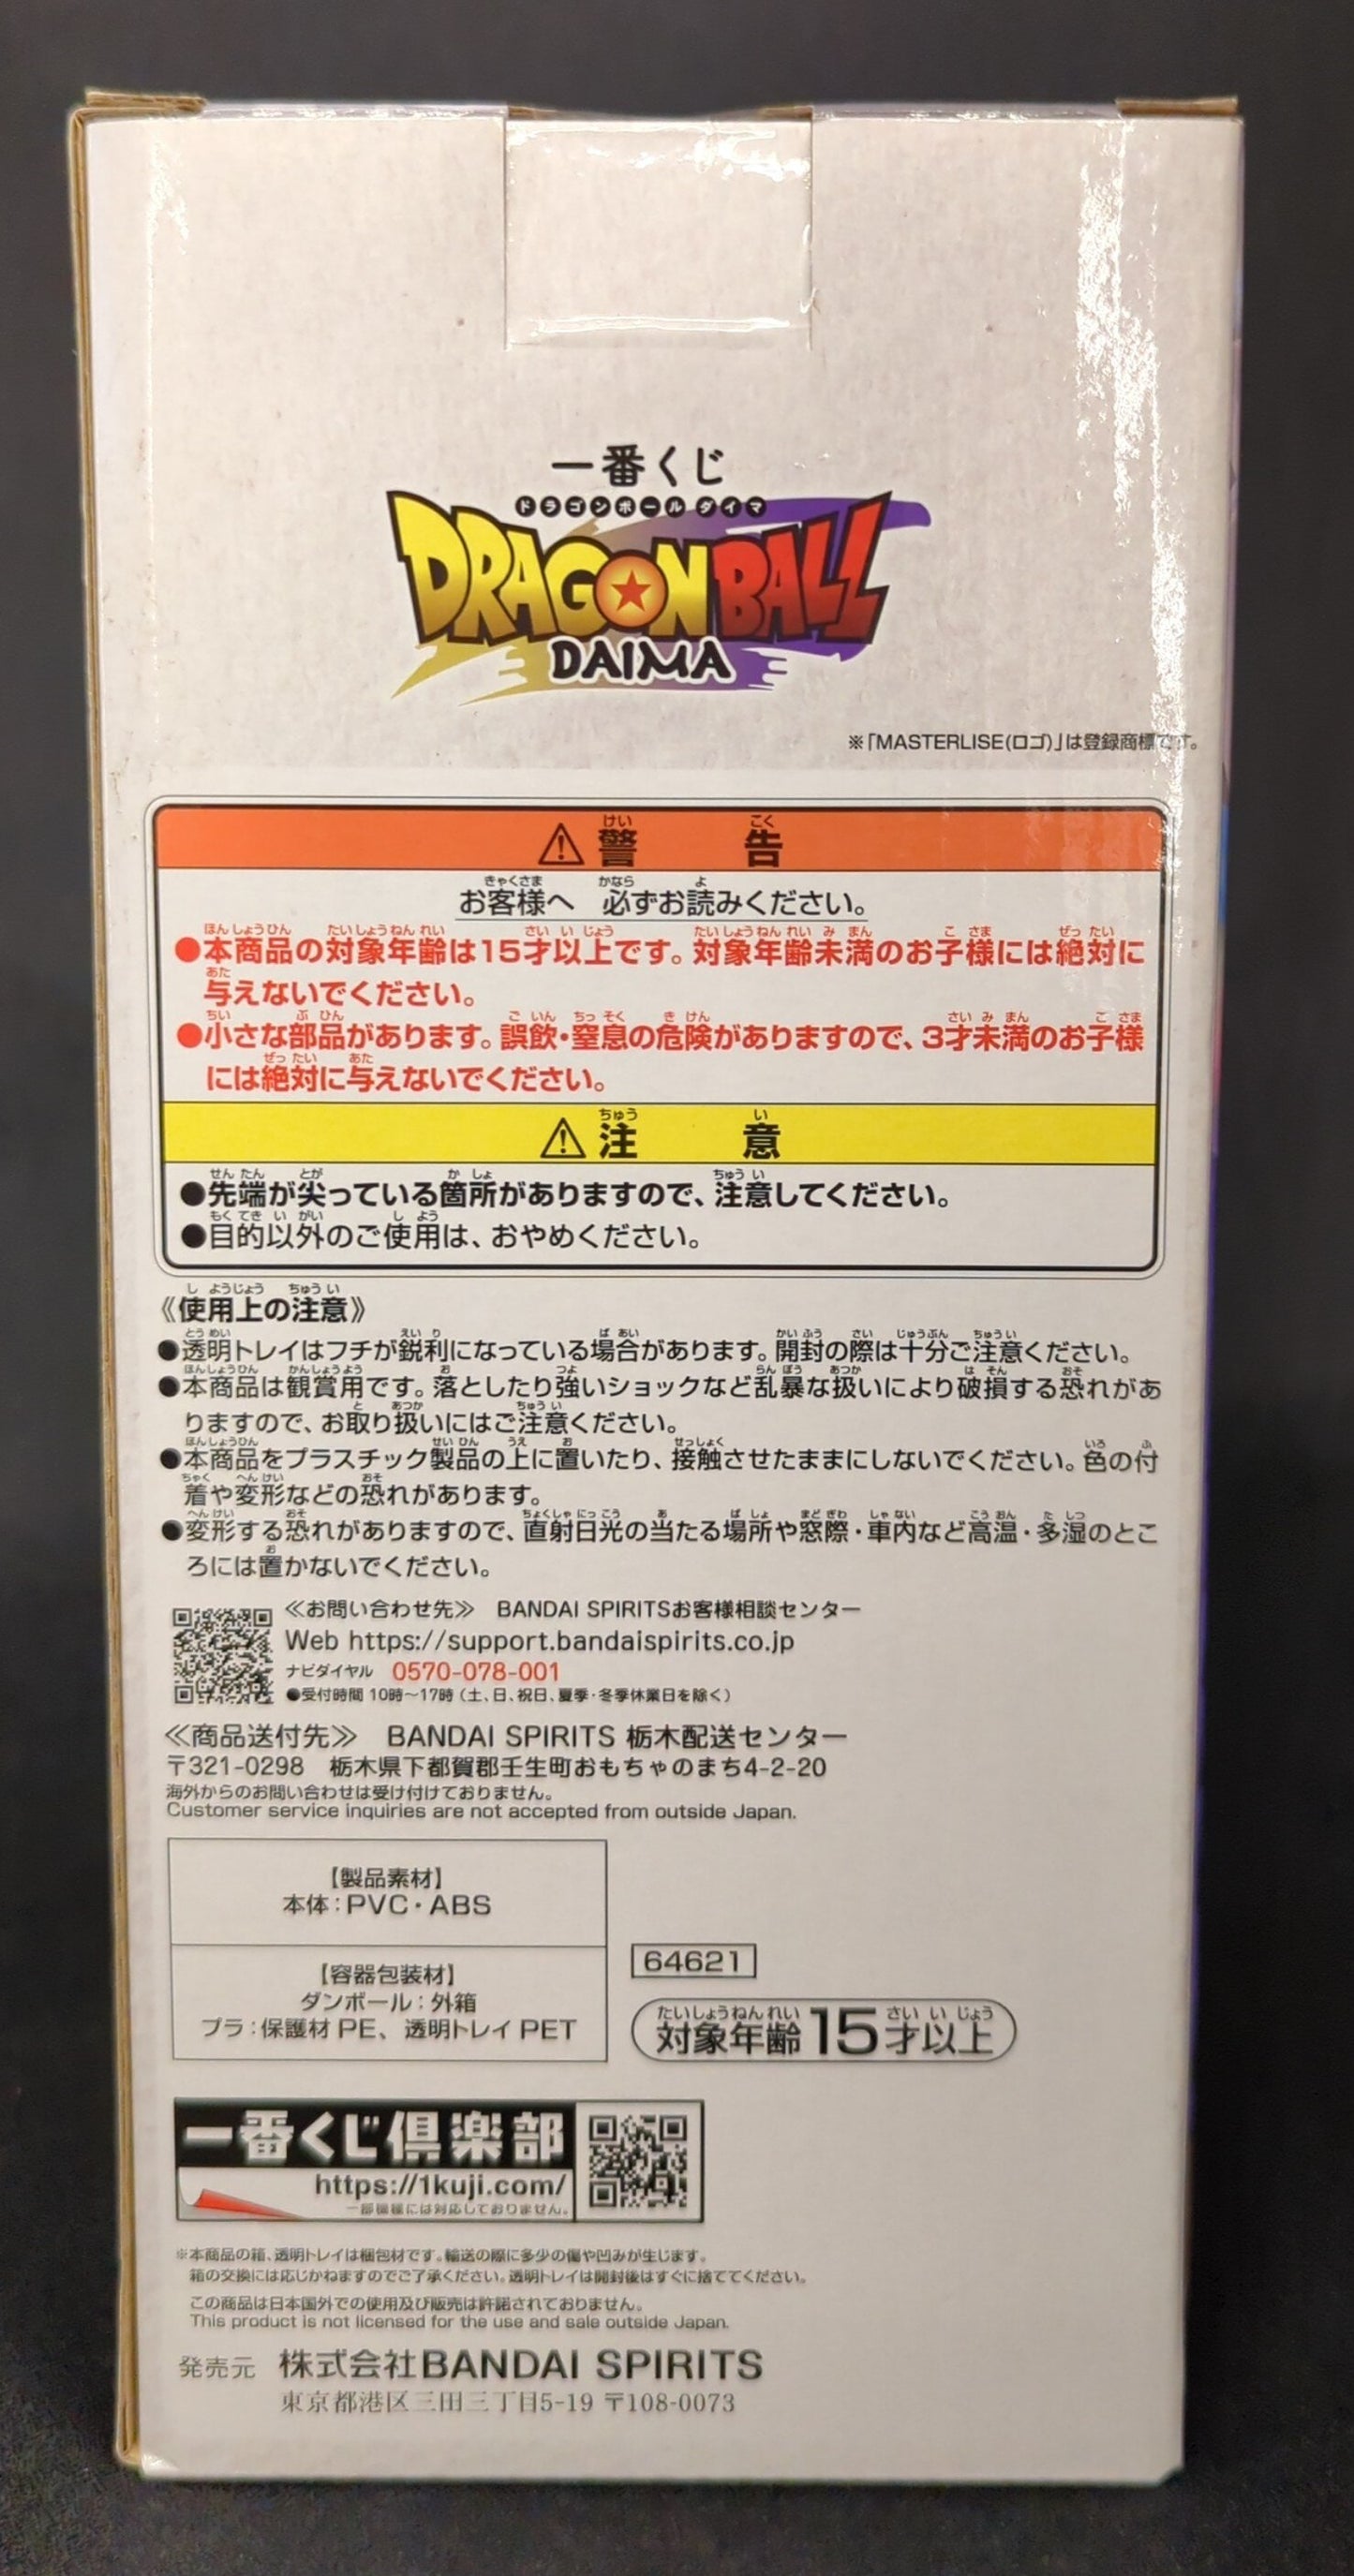 一番くじ
ドラゴンボール ダイマ
DRAGON BALL
DAIMA
※「MASTERLISE(ロゴ)」は登録商標です。
⚠警告
お客様へ 必ずお読みください。
●本商品の対象年齢は15才以上です。対象年齢未満のお子様には絶対に
与えないでください。
●小さな部品があります。誤飲・窒息の危険がありますので、3才未満のお子様
には絶対に与えないでください。
⚠注意
●先端が尖っている箇所がありますので、注意してください。
●目的以外のご使用は、おやめください。
《使用上の注意》
●透明トレイはフチが鋭利になっている場合があります。開封の際は十分ご注意ください。
●本商品は観賞用です。落としたり強いショックなど乱暴な扱いにより破損する恐れがあ
りますので、お取り扱いにはご注意ください。
●本商品をプラスチック製品の上に置いたり、接触させたままにしないでください。色の付
着や変形などの恐れがあります。
●変形する恐れがありますので、直射日光の当たる場所や窓際・車内など高温・多湿のとこ
ろには置かないでください。
≪お問い合わせ先≫ BANDAI SPIRITSお客様相談センター
Web https://support.bandaispirits.co.jp
ナビダイヤル 0570-078-001
●受付時間 10時～17時(土、日、祝日、夏季・冬季休業日を除く)
≪商品送付先≫ BANDAI SPIRITS 栃木配送センター
〒321-0298 栃木県下都賀郡壬生町おもちゃのまち4-2-20
海外からのお問い合わせは受け付けておりません。
Customer service inquiries are not accepted from outside Japan.
【製品素材】
本体：PVC・ABS
【容器包装材】
ダンボール：外箱
プラ：保護材 PE、透明トレイ PET
64621
対象年齢15才以上
一番くじ倶楽部
https://1kuji.com/
一部機種には対応しておりません。
※本商品の箱、透明トレイは梱包材です。輸送の際に多少の傷や凹みが生じます。
箱の交換には応じかねますのでご了承ください。透明トレイは開封後はすぐに捨ててください。
この商品は日本国外での使用及び販売は許諾されておりません。
This product is not licensed for the use and sale outside Japan.
発売元 株式会社BANDAI SPIRITS
東京都港区三田三丁目5-19 〒108-0073